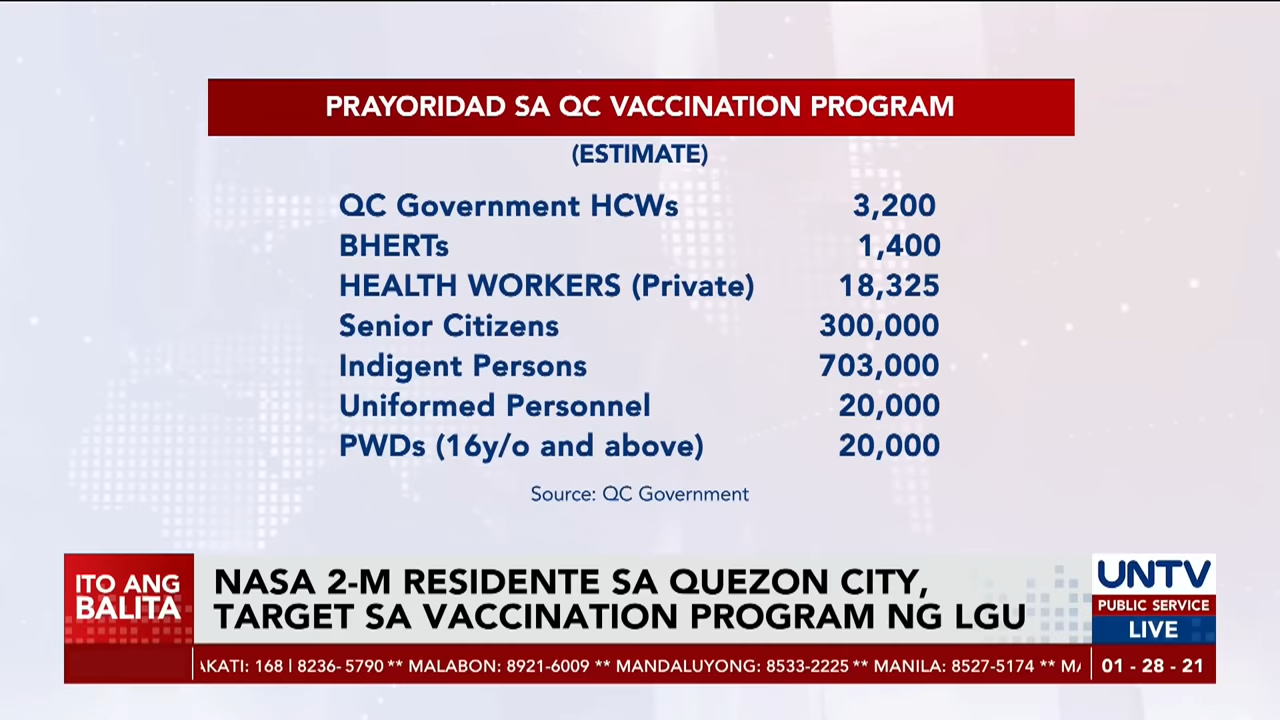 PRAYORIDAD SA QC VACCINATION PROGRAM
(ESTIMATE)
QC Government HCWs 3,200
BHERTs 1,400
HEALTH WORKERS (Private) 18,325
Senior Citizens 300,000
Indigent Persons 703,000
Uniformed Personnel 20,000
PWDs (16y/o and above) 20,000
Source: QC Government
ITO ANG
BALITA
NASA 2-M RESIDENTE SA QUEZON CITY,
TARGET SA VACCINATION PROGRAM NG LGU
UNTV
PUBLIC SERVICE
LIVE
AKATI: 168 | 8236- 5790 ** MALABON: 8921-6009 ** MANDALUYONG: 8533-2225 ** MANILA: 8527-5174 **
01 - 28 - 21